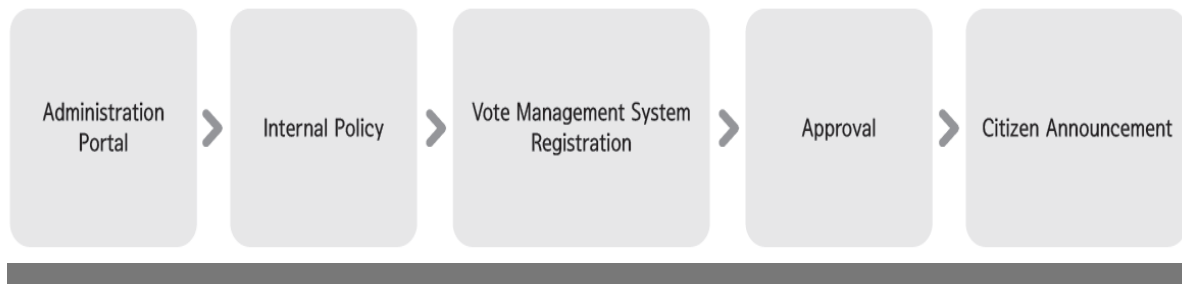 Administration
Portal
Internal Policy
Vote Management System
Registration
Approval
Citizen Announcement